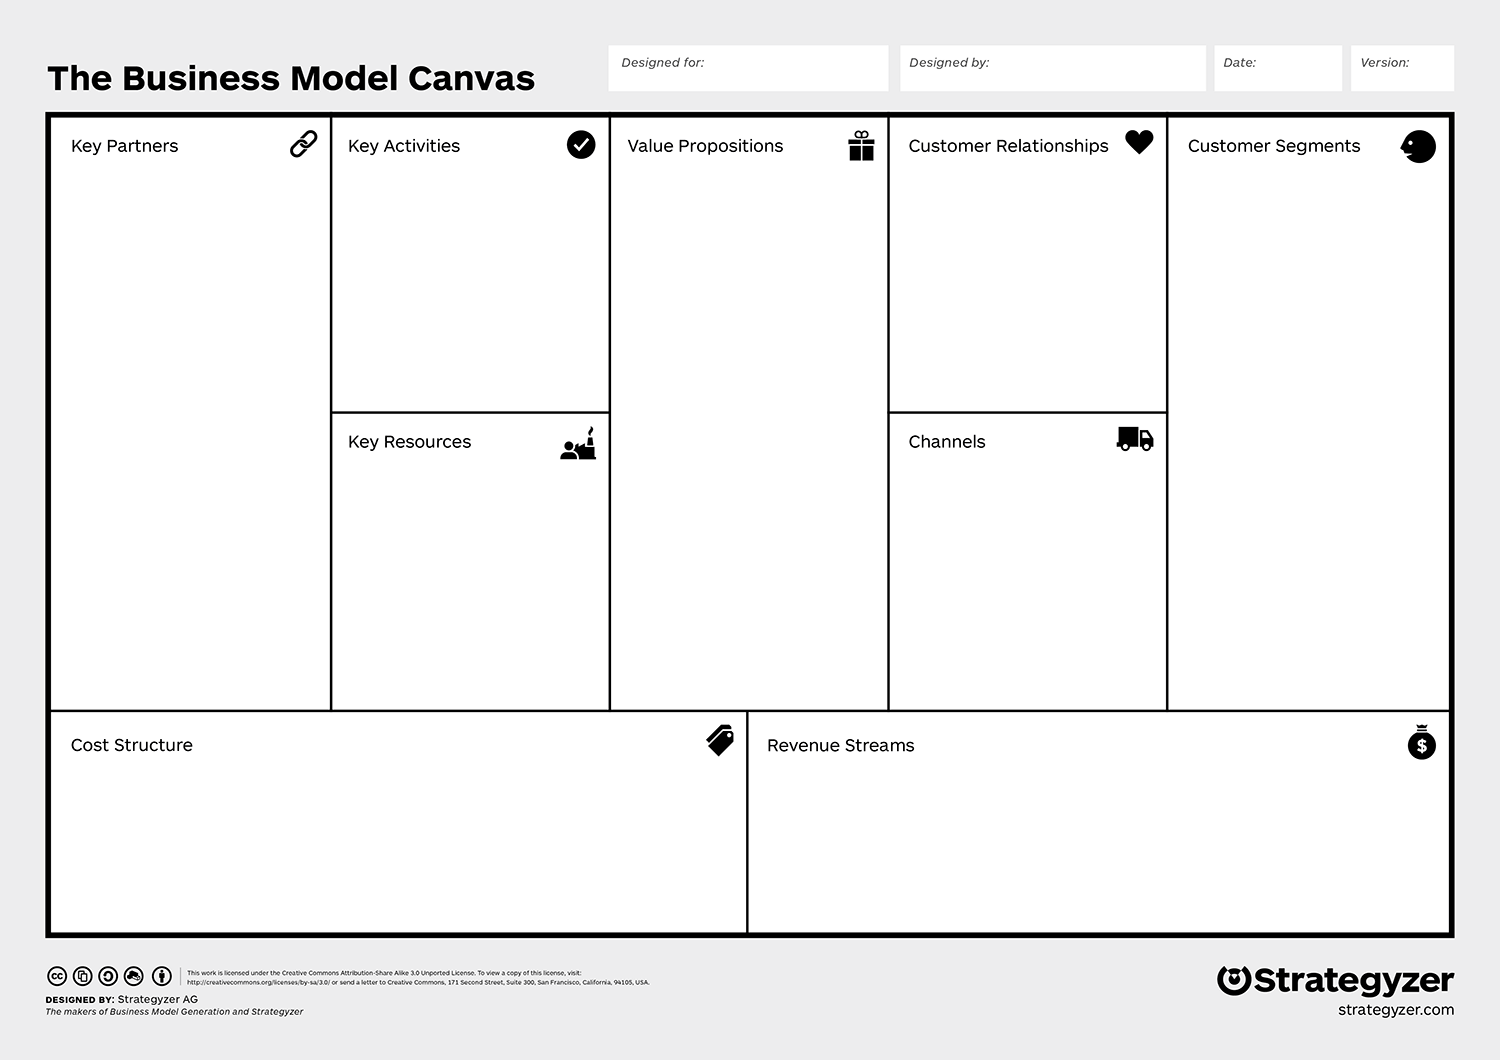 The Business Model Canvas
Designed for:
Designed by:
Date:
Version:
Key Partners
Key Activities
Value Propositions
Customer Relationships
Customer Segments
Key Resources
Channels
Cost Structure
$
Revenue Streams
cc
This work is licensed under the Creative Commons Attribution-Share Alike 3.0 Unported License. To view a copy of this license, visit:
http://creativecommons.org/licenses/by-sa/3.0/ or send a letter to Creative Commons, 171 Second Street, Suite 300, San Francisco, California, 94105, USA.
DESIGNED BY: Strategyzer AG
The makers of Business Model Generation and Strategyzer
Strategyzer
strategyzer.com